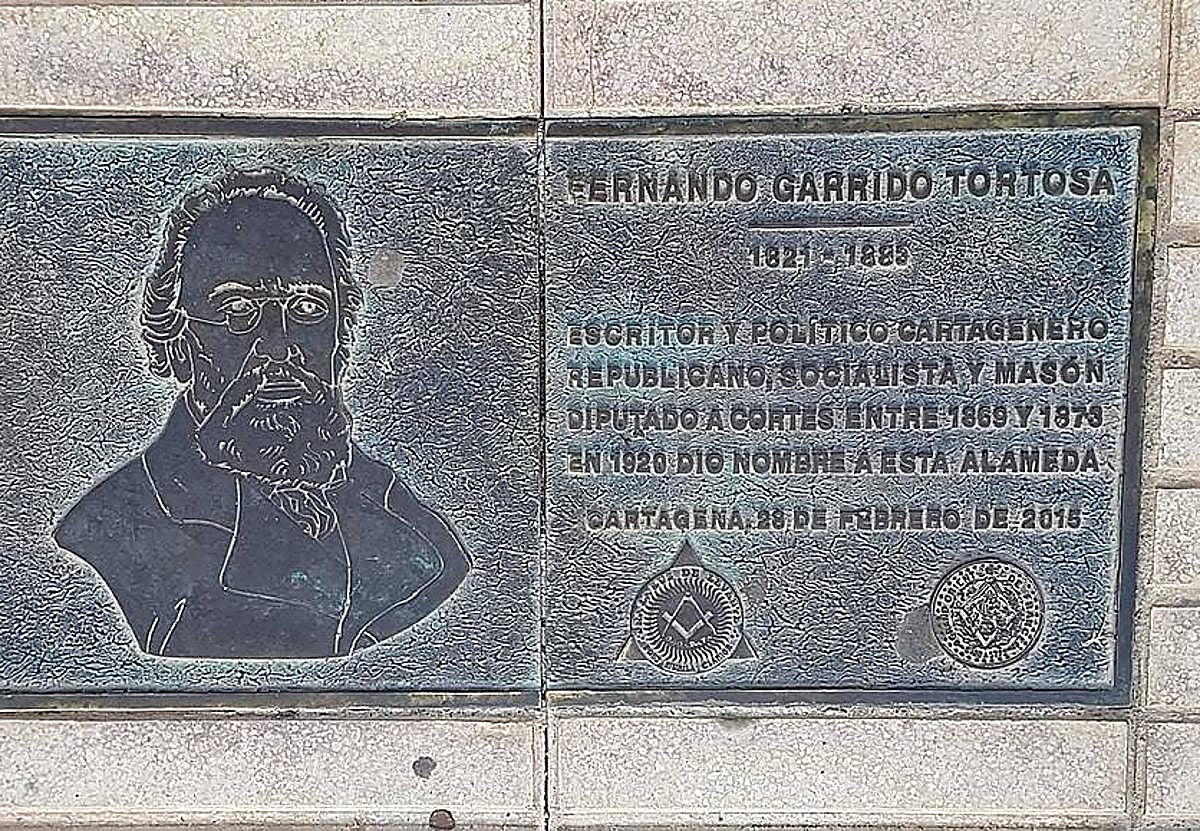 FERNANDO GARRIDO TORTOSA
1821 - 1883
ESCRITOR Y POLÍTICO CARTAGENERO
REPUBLICANO, SOCIALISTA Y MASÓN
DIPUTADO A CORTES ENTRE 1869 Y 1873
EN 1920 DIO NOMBRE A ESTA ALAMEDA
CARTAGENA, 28 DE FEBRERO DE 2015